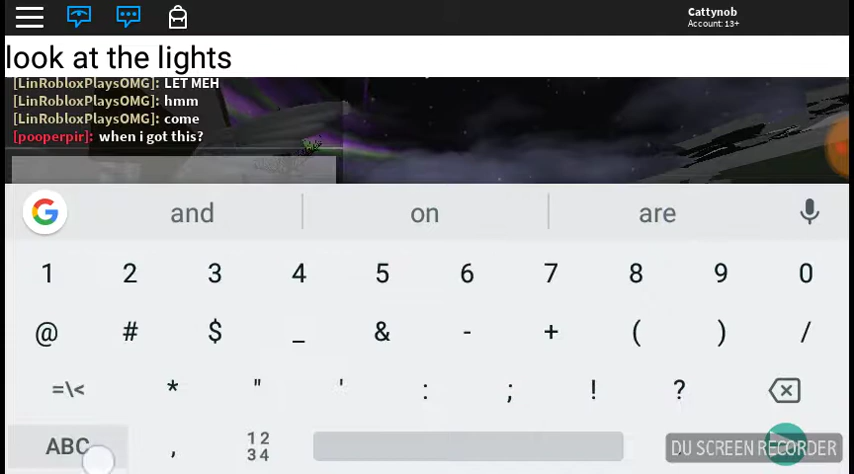 Cattynob
Account: 13+
look at the lights
[LinRobloxPlaysOMG]: LET MEH
[LinRobloxPlaysOMG]: hmm
[LinRobloxPlaysOMG]: come
[pooperpir]: when i got this?
G and on are
1 2 3 4 5 6 7 8 9 0
@ # $ _ & - + ( ) /
=\< * " ' : ; ! ?
ABC , 12 34
DU SCREEN RECORDER